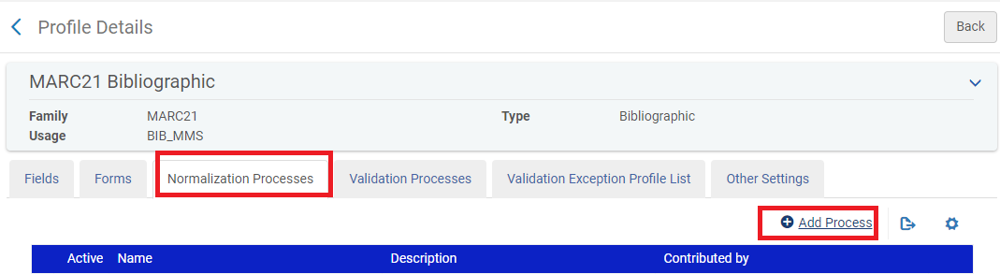 Profile Details
Back
MARC21 Bibliographic
Family MARC21 Type Bibliographic
Usage BIB_MMS
Fields Forms Normalization Processes Validation Processes Validation Exception Profile List Other Settings
Add Process
Active Name Description Contributed by